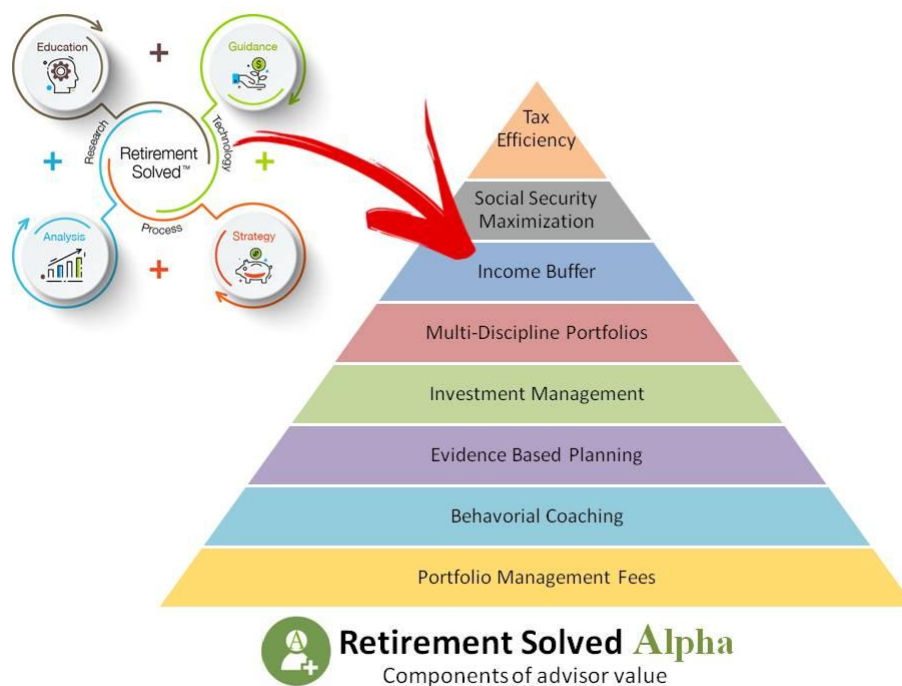 Education
Guidance
Research
Technology
Retirement
Solved™
Process
Analysis
Strategy
Tax
Efficiency
Social Security
Maximization
Income Buffer
Multi-Discipline Portfolios
Investment Management
Evidence Based Planning
Behavorial Coaching
Portfolio Management Fees
A
Retirement Solved Alpha
Components of advisor value